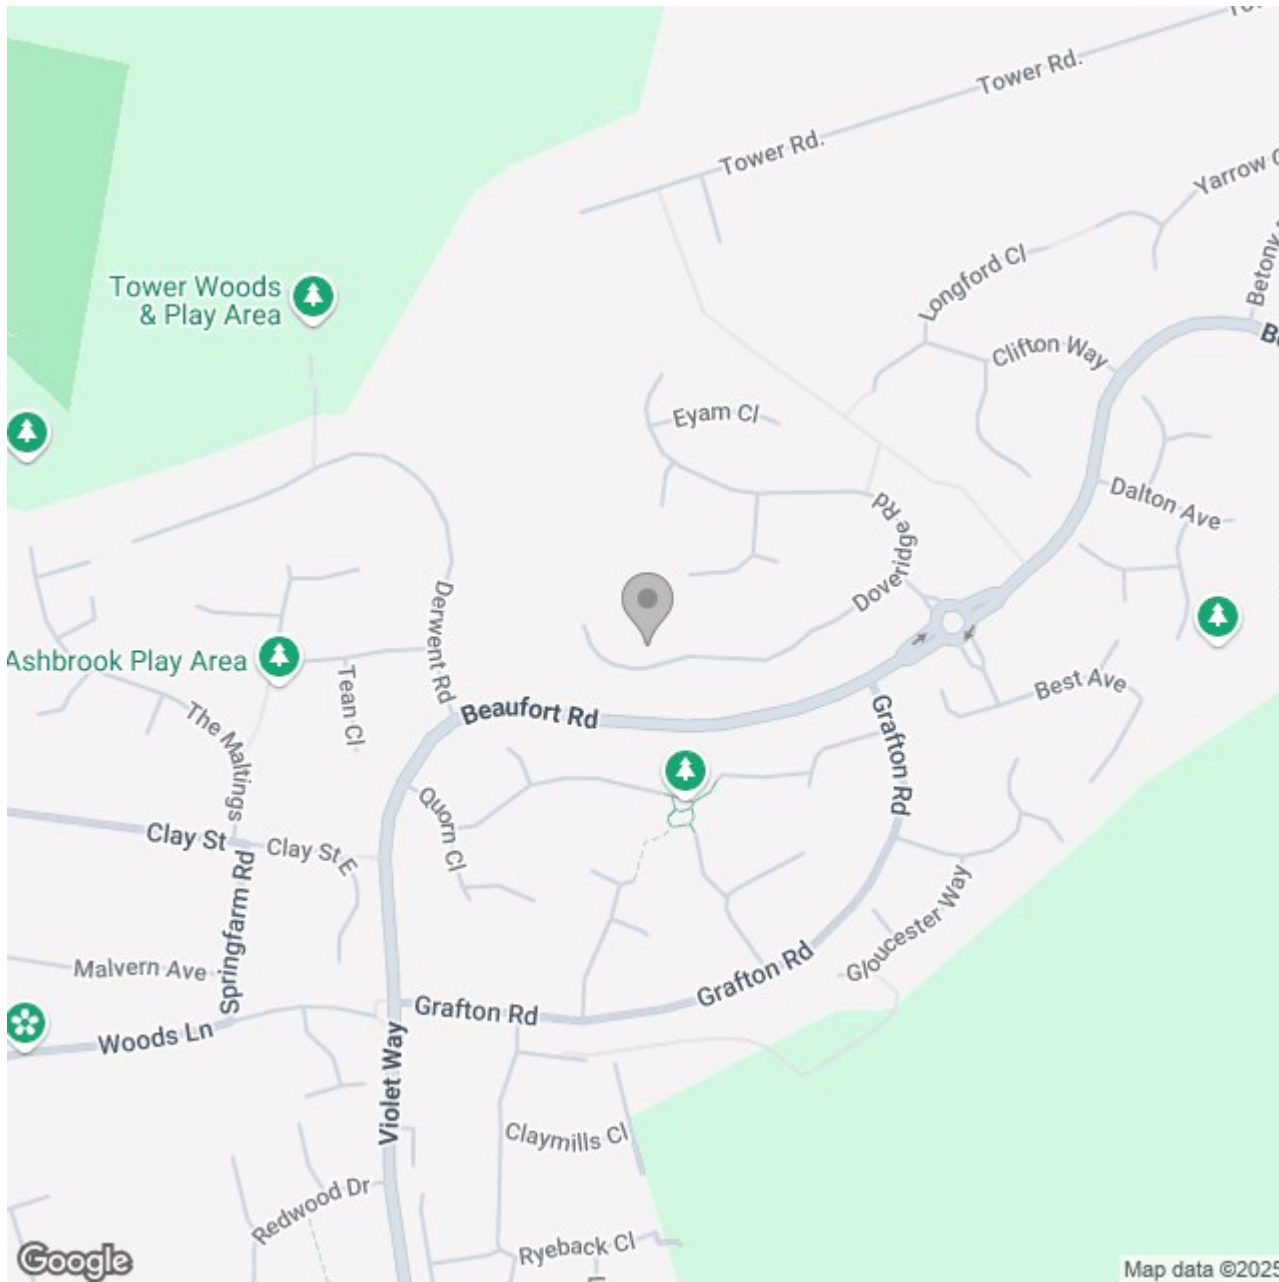 Tower Rd.
Tower Rd.
Yarrow
Tower Woods
& Play Area
Longford Cl
Betony
Clifton Way
Eyam Cl
Dalton Ave
Doveridge Rd
Derwent Rd
Ashbrook Play Area
Tean Cl
The Maltings
Beaufort Rd
Best Ave
Grafton Rd
Quorn Cl
Clay St
Clay St E
Springfarm Rd
Malvern Ave
Gloucester Way
Grafton Rd
Grafton Rd
Woods Ln
Violet Way
Claymills Cl
Redwood Dr
Ryeback Cl
Google
Map data ©2025